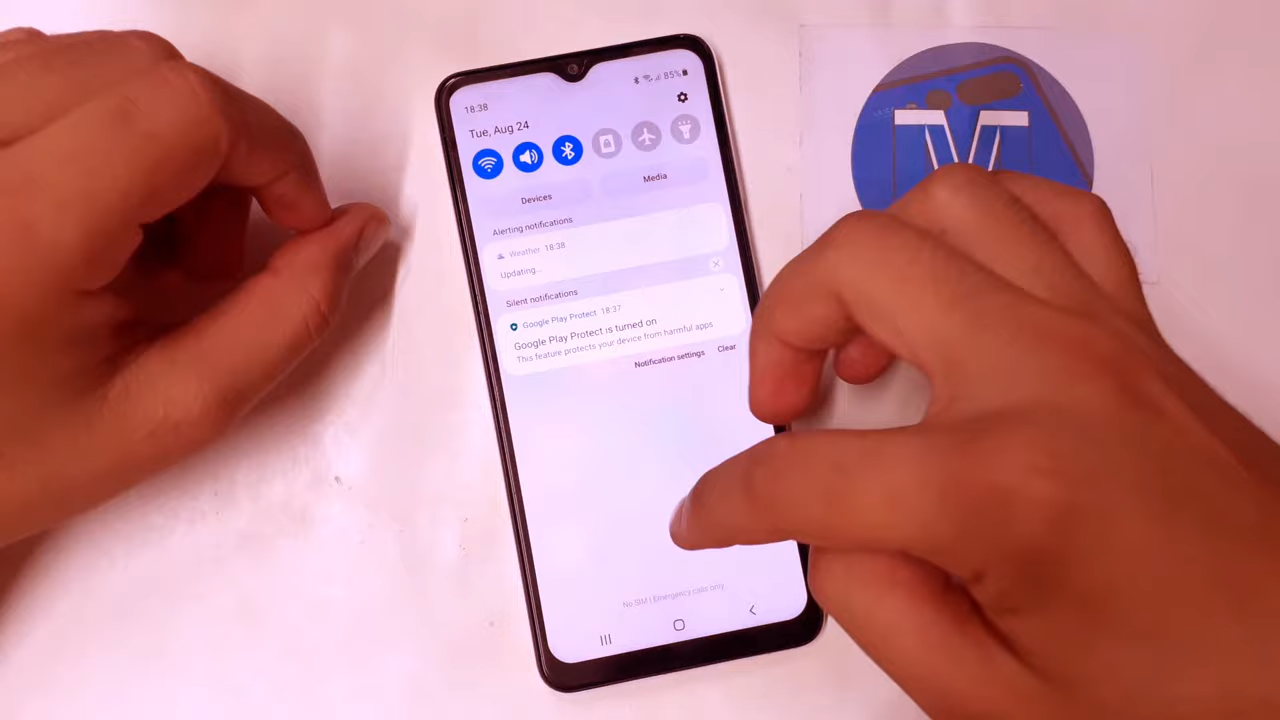 18:38
85%
Tue, Aug 24
Devices
Media
Alerting notifications
Weather 18:38
Updating...
Silent notifications
Google Play Protect 18:37
Google Play Protect is turned on
This feature protects your device from harmful apps
Notification settings
Clear
No SIM | Emergency calls only